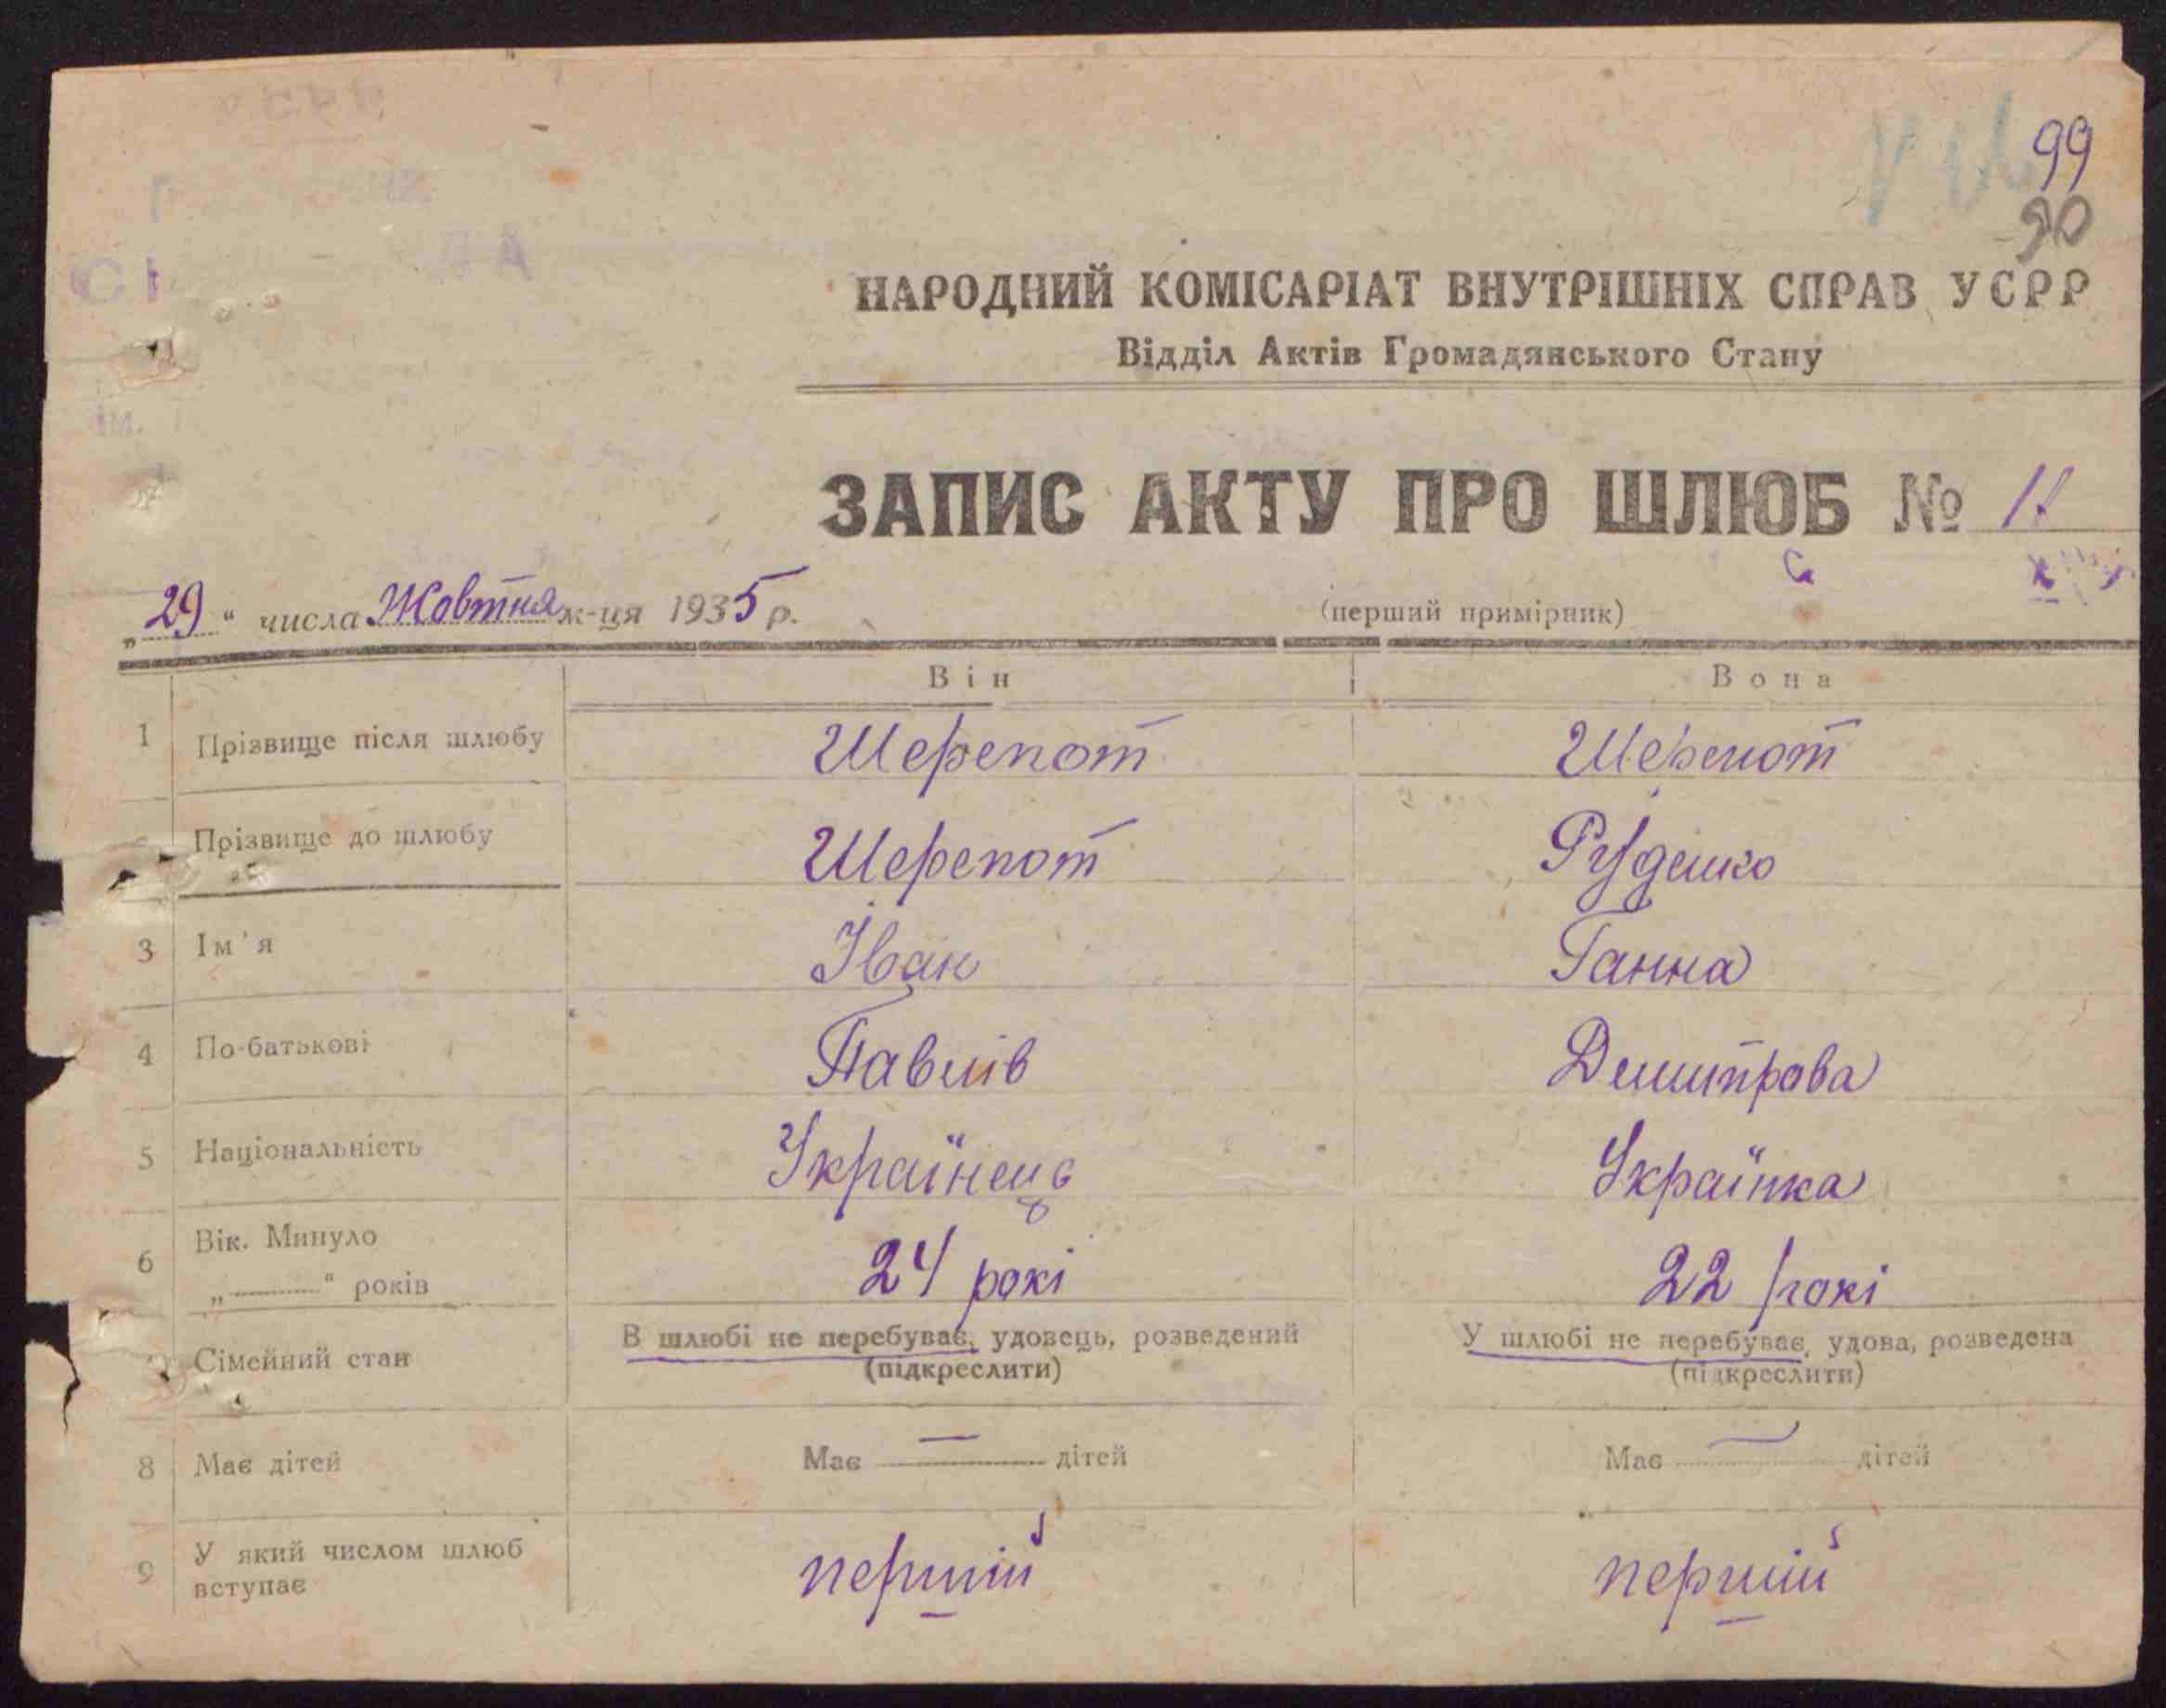 99
90
НАРОДНИЙ КОМІСАРІАТ ВНУТРІШНІХ СПРАВ УСРР
Відділ Актів Громадянського Стану
ЗАПИС АКТУ ПРО ШЛЮБ № 11
„29“ числа Жовтня м-ця 1935 р.
(перший примірник)
Він Вона
1 Прізвище після шлюбу Шерепот Шерепот
Прізвище до шлюбу Шерепот Руденко
3 Ім'я Іван Ганна
4 По-батькові Павлів Демитрова
5 Національність Українець Українка
6 Вік. Минуло „ “ років 24 рокі 22 рокі
Сімейний стан В шлюбі не перебуває, удовець, розведений (підкреслити) У шлюбі не перебуває, удова, розведена (підкреслити)
8 Має дітей Має — дітей Має — дітей
9 У який числом шлюб вступає перший перший